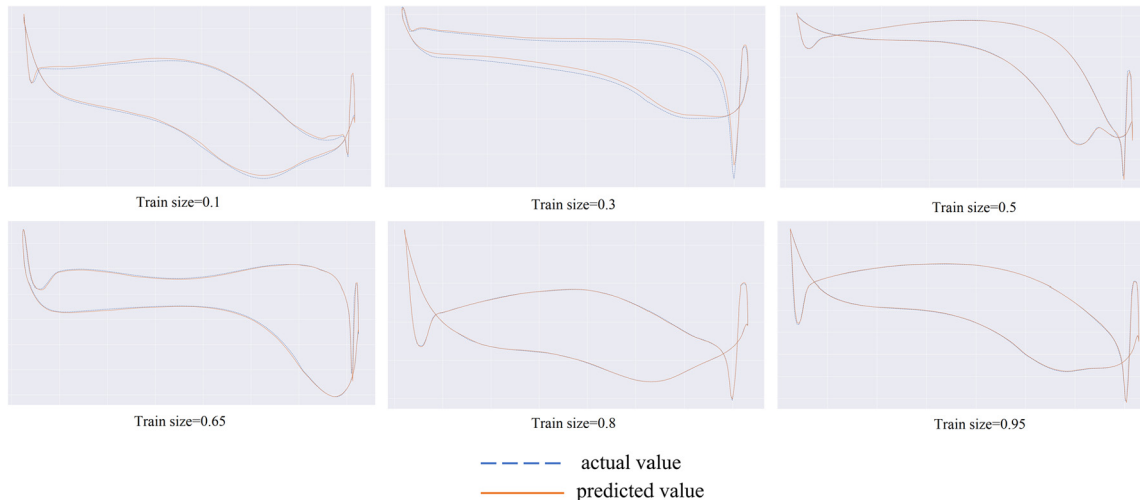 Train size=0.1
Train size=0.3
Train size=0.5
Train size=0.65
Train size=0.8
Train size=0.95
actual value
predicted value